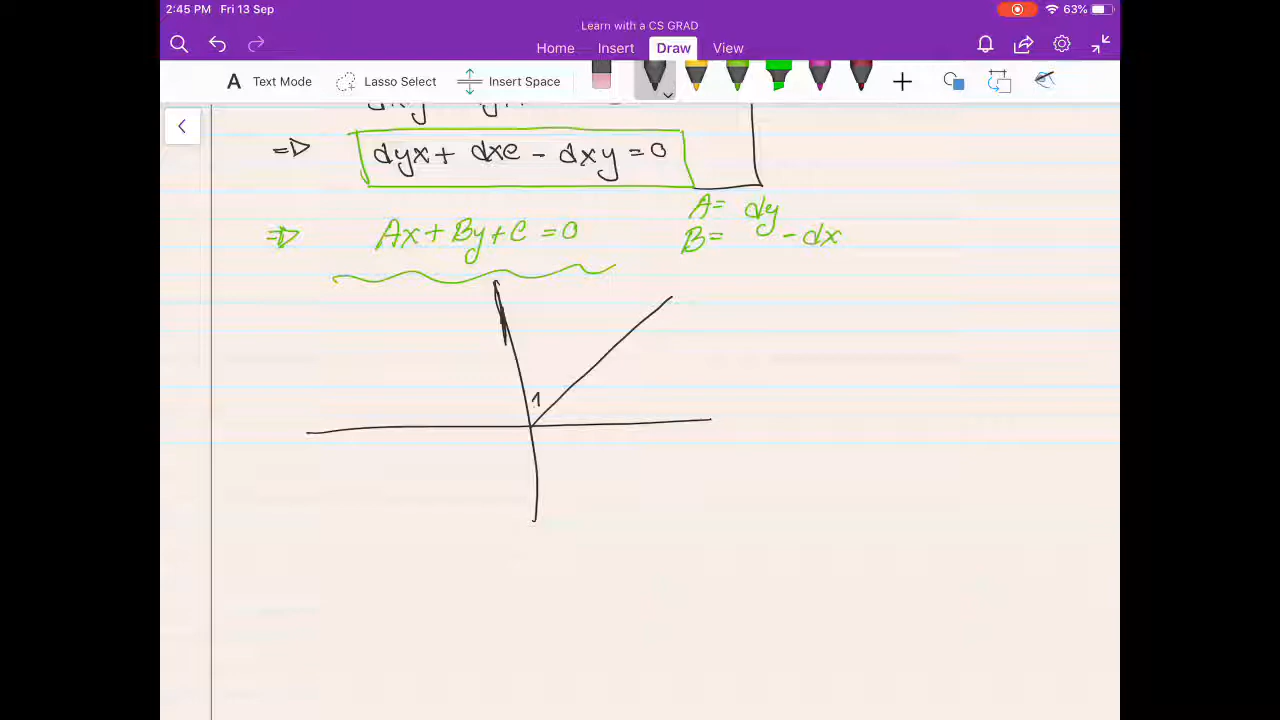 2:45 PM Fri 13 Sep 63%
Learn with a CS GRAD
Home Insert Draw View
A Text Mode Lasso Select Insert Space
=> dyx + dxc - dxy = 0
=> Ax + By + C = 0
A = dy
B = - dx
1